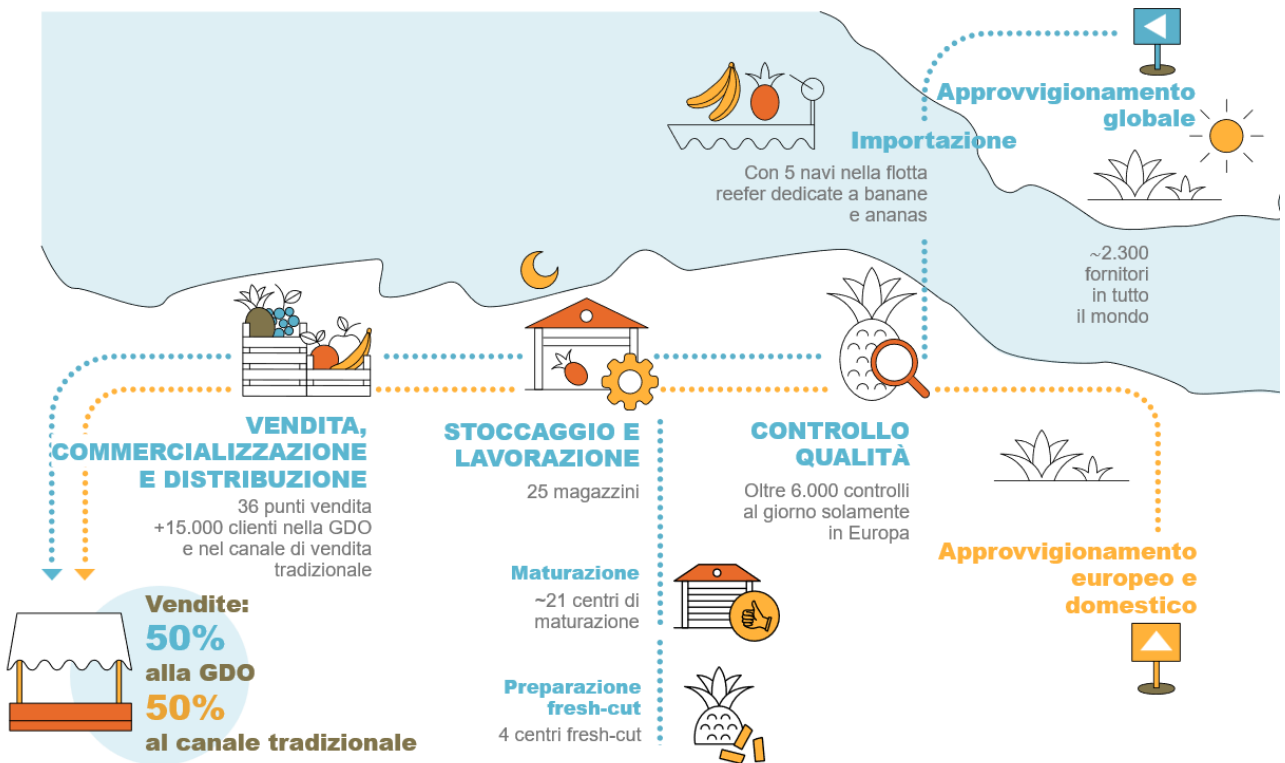 Approvvigionamento
globale
Importazione
Con 5 navi nella flotta
reefer dedicate a banane
e ananas
~2.300
fornitori
in tutto
il mondo
VENDITA,
COMMERCIALIZZAZIONE
E DISTRIBUZIONE
36 punti vendita
+15.000 clienti nella GDO
e nel canale di vendita
tradizionale
STOCCAGGIO E
LAVORAZIONE
25 magazzini
CONTROLLO
QUALITÀ
Oltre 6.000 controlli
al giorno solamente
in Europa
Approvvigionamento
europeo e
domestico
Maturazione
~21 centri di
maturazione
Preparazione
fresh-cut
4 centri fresh-cut
Vendite:
50%
alla GDO
50%
al canale tradizionale